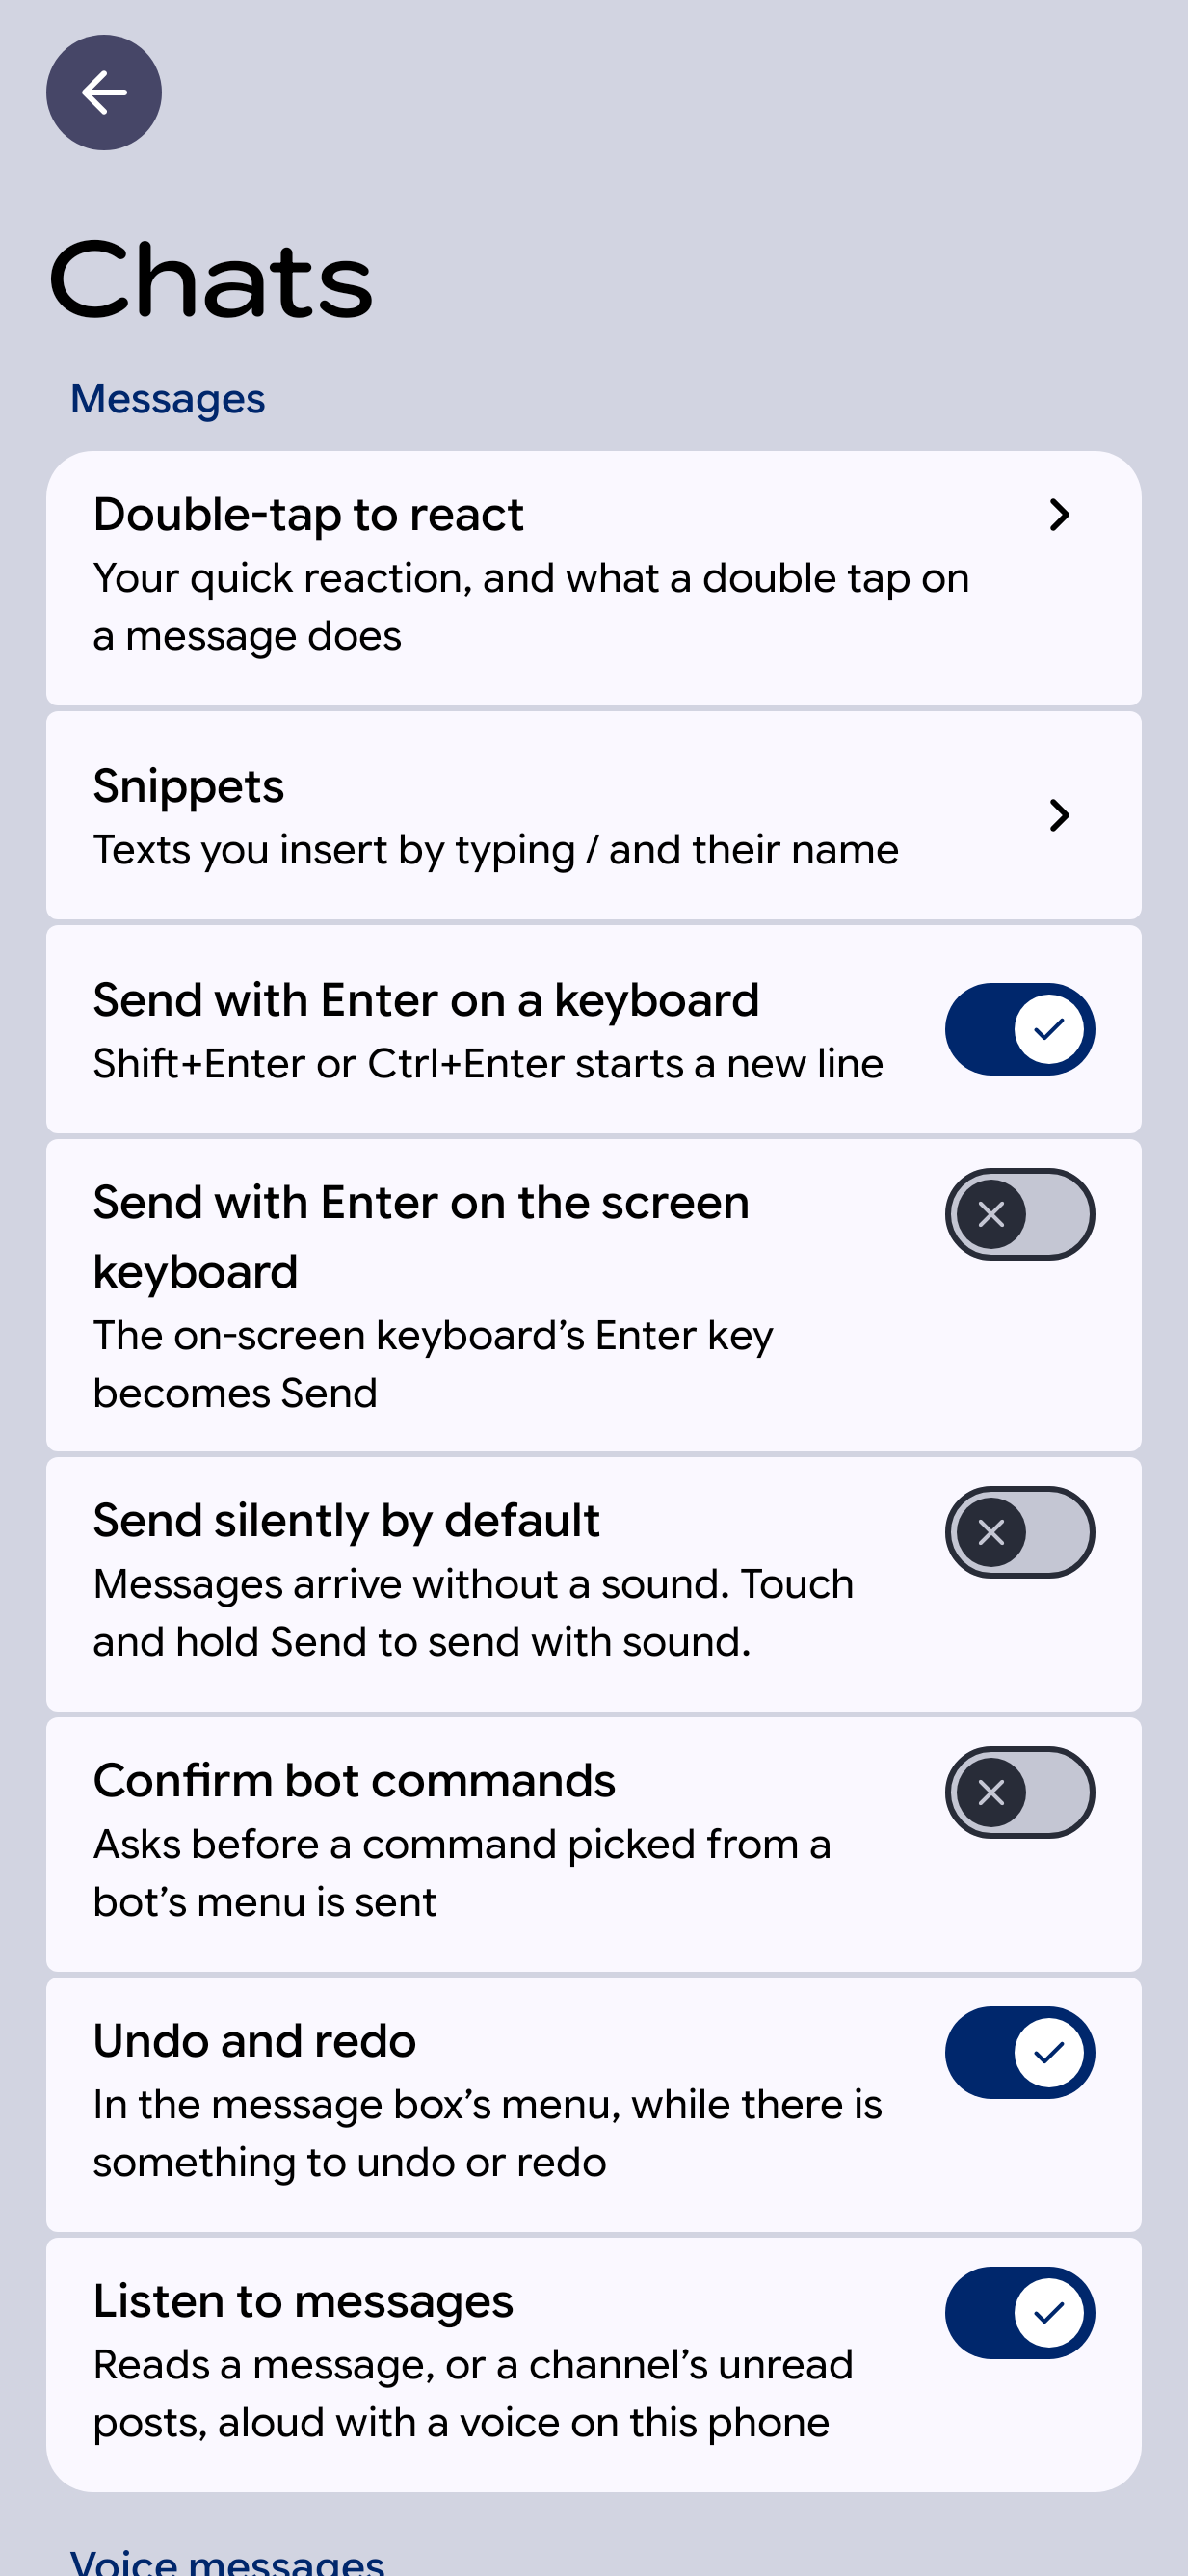 Chats
Messages
Double-tap to react
Your quick reaction, and what a double tap on
a message does
Snippets
Texts you insert by typing / and their name
Send with Enter on a keyboard
Shift+Enter or Ctrl+Enter starts a new line
Send with Enter on the screen
keyboard
The on-screen keyboard’s Enter key
becomes Send
Send silently by default
Messages arrive without a sound. Touch
and hold Send to send with sound.
Confirm bot commands
Asks before a command picked from a
bot’s menu is sent
Undo and redo
In the message box’s menu, while there is
something to undo or redo
Listen to messages
Reads a message, or a channel’s unread
posts, aloud with a voice on this phone
Voice messages